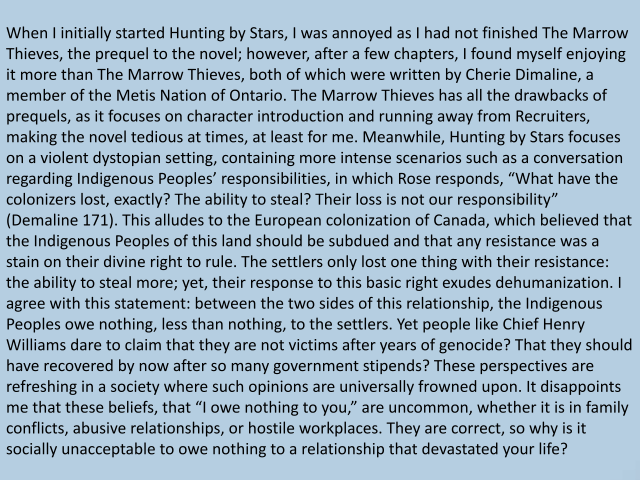 When I initially started Hunting by Stars, I was annoyed as I had not finished The Marrow
Thieves, the prequel to the novel; however, after a few chapters, I found myself enjoying
it more than The Marrow Thieves, both of which were written by Cherie Dimaline, a
member of the Metis Nation of Ontario. The Marrow Thieves has all the drawbacks of
prequels, as it focuses on character introduction and running away from Recruiters,
making the novel tedious at times, at least for me. Meanwhile, Hunting by Stars focuses
on a violent dystopian setting, containing more intense scenarios such as a conversation
regarding Indigenous Peoples’ responsibilities, in which Rose responds, “What have the
colonizers lost, exactly? The ability to steal? Their loss is not our responsibility”
(Demaline 171). This alludes to the European colonization of Canada, which believed that
the Indigenous Peoples of this land should be subdued and that any resistance was a
stain on their divine right to rule. The settlers only lost one thing with their resistance:
the ability to steal more; yet, their response to this basic right exudes dehumanization. I
agree with this statement: between the two sides of this relationship, the Indigenous
Peoples owe nothing, less than nothing, to the settlers. Yet people like Chief Henry
Williams dare to claim that they are not victims after years of genocide? That they should
have recovered by now after so many government stipends? These perspectives are
refreshing in a society where such opinions are universally frowned upon. It disappoints
me that these beliefs, that “I owe nothing to you,” are uncommon, whether it is in family
conflicts, abusive relationships, or hostile workplaces. They are correct, so why is it
socially unacceptable to owe nothing to a relationship that devastated your life?